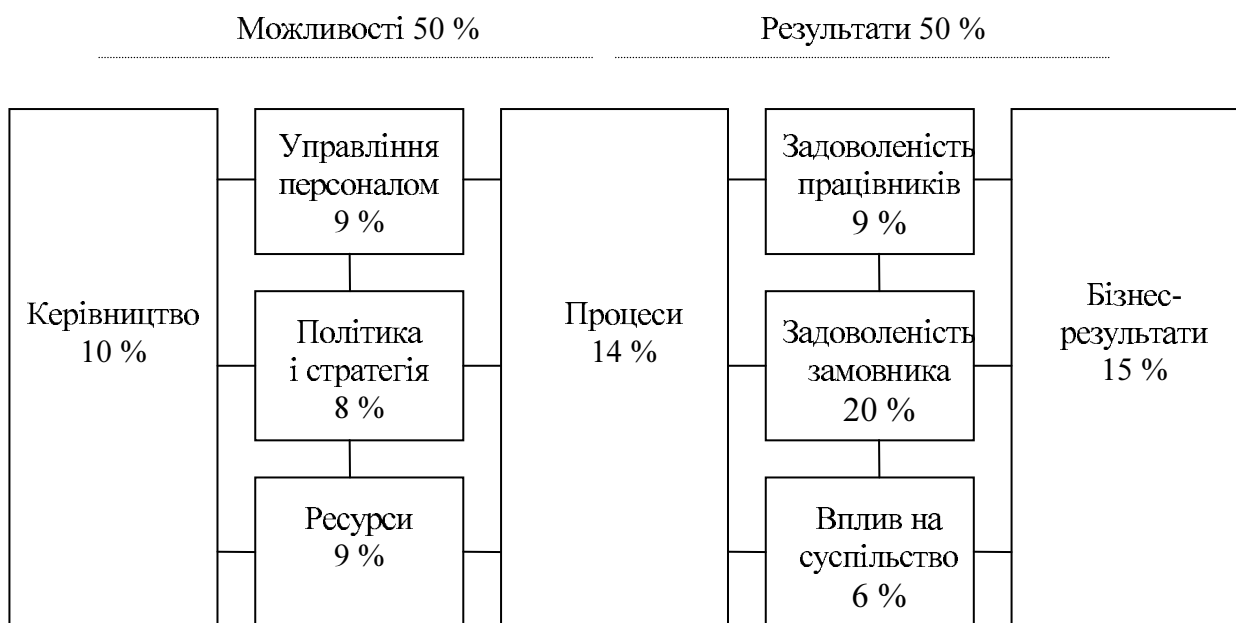 Можливості 50 %
Результати 50 %
Керівництво
10 %
Управління
персоналом
9 %
Політика
і стратегія
8 %
Ресурси
9 %
Процеси
14 %
Задоволеність
працівників
9 %
Задоволеність
замовника
20 %
Вплив на
суспільство
6 %
Бізнес-
результати
15 %